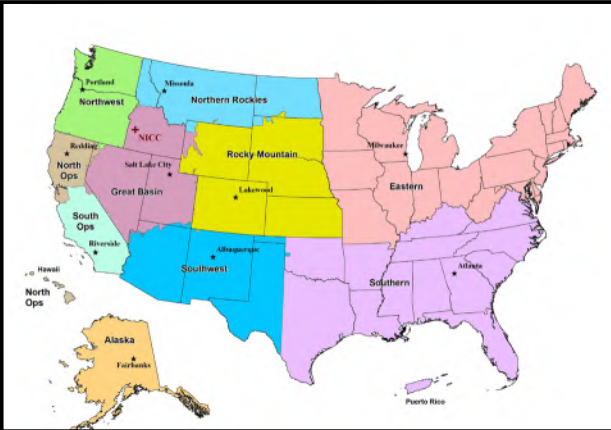 Portland
Northwest
Missoula
Northern Rockies
NICC
Redding
North
Ops
Salt Lake City
Great Basin
Rocky Mountain
Lakewood
Milwaukee
Eastern
South
Ops
Riverside
Albuquerque
Southwest
Southern
Atlanta
Hawaii
North
Ops
Alaska
Fairbanks
Puerto Rico